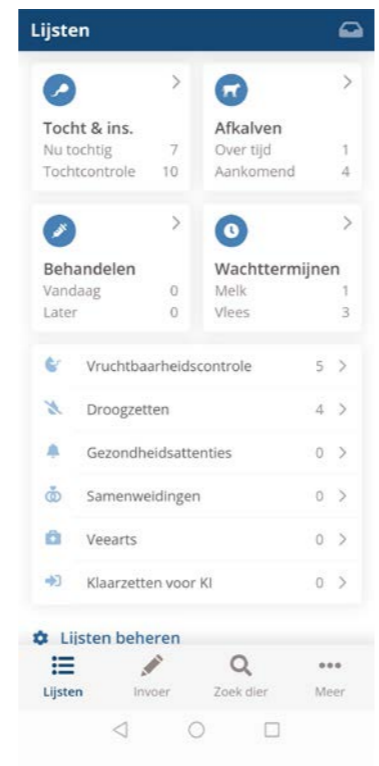 Lijsten
Tocht & ins.
Nu tochtig 7
Tochtcontrole 10
Afkalven
Over tijd 1
Aankomend 4
Behandelen
Vandaag 0
Later 0
Wachttermijnen
Melk 1
Vlees 3
Vruchtbaarheidscontrole 5
Droogzetten 4
Gezondheidsattenties 0
Samenweidingen 0
Veearts 0
Klaarzetten voor KI 0
Lijsten beheren
Lijsten Invoer Zoek dier Meer